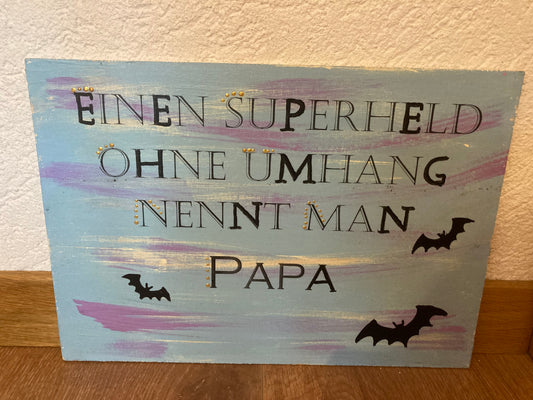 EINEN SUPERHELD
OHNE UMHANG
NENNT MAN
PAPA